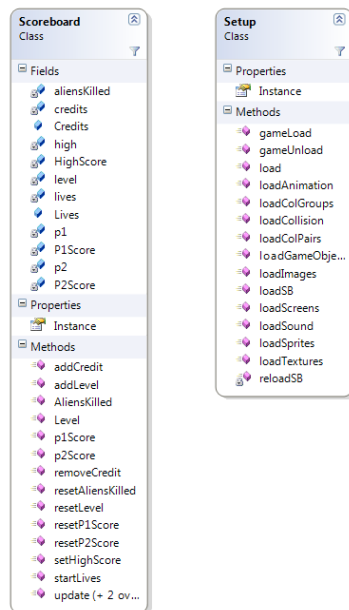 Scoreboard
Class
Fields
aliensKilled
credits
Credits
high
HighScore
level
lives
Lives
p1
P1Score
p2
P2Score
Properties
Instance
Methods
addCredit
addLevel
AliensKilled
Level
p1Score
p2Score
removeCredit
resetAliensKilled
resetLevel
resetP1Score
resetP2Score
setHighScore
startLives
update (+ 2 ov...
Setup
Class
Properties
Instance
Methods
gameLoad
gameUnload
load
loadAnimation
loadColGroups
loadCollision
loadColPairs
loadGameObje...
loadImages
loadSB
loadScreens
loadSound
loadSprites
loadTextures
reloadSB